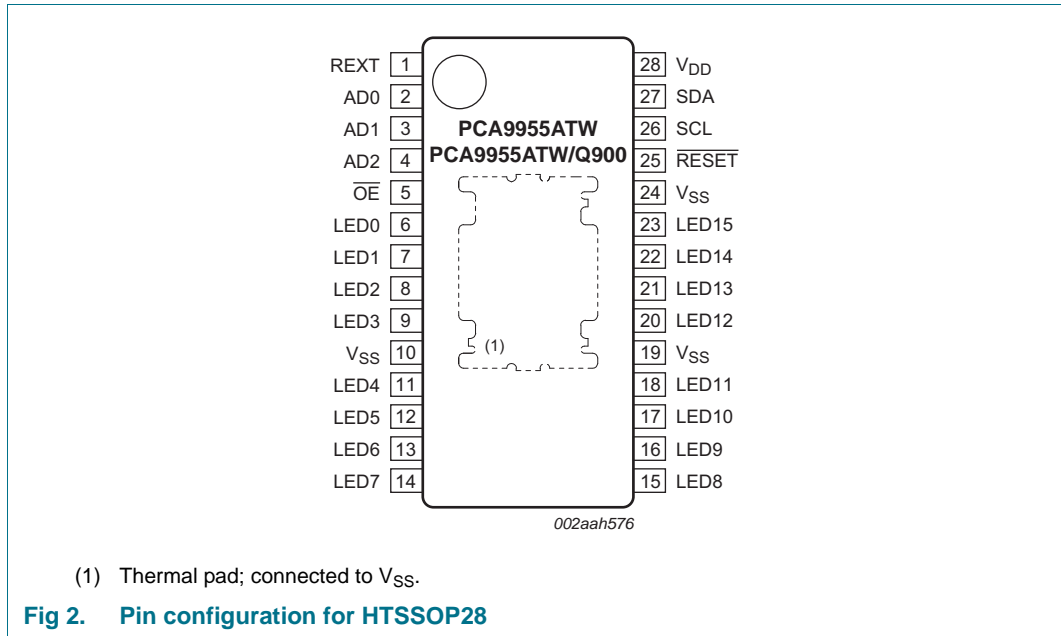 REXT 1 28 VDD
AD0 2 27 SDA
AD1 3 PCA9955ATW 26 SCL
AD2 4 PCA9955ATW/Q900 25 RESET
OE 5 24 VSS
LED0 6 23 LED15
LED1 7 22 LED14
LED2 8 21 LED13
LED3 9 20 LED12
VSS 10 (1) 19 VSS
LED4 11 18 LED11
LED5 12 17 LED10
LED6 13 16 LED9
LED7 14 15 LED8
002aah576
(1) Thermal pad; connected to VSS.
Fig 2. Pin configuration for HTSSOP28